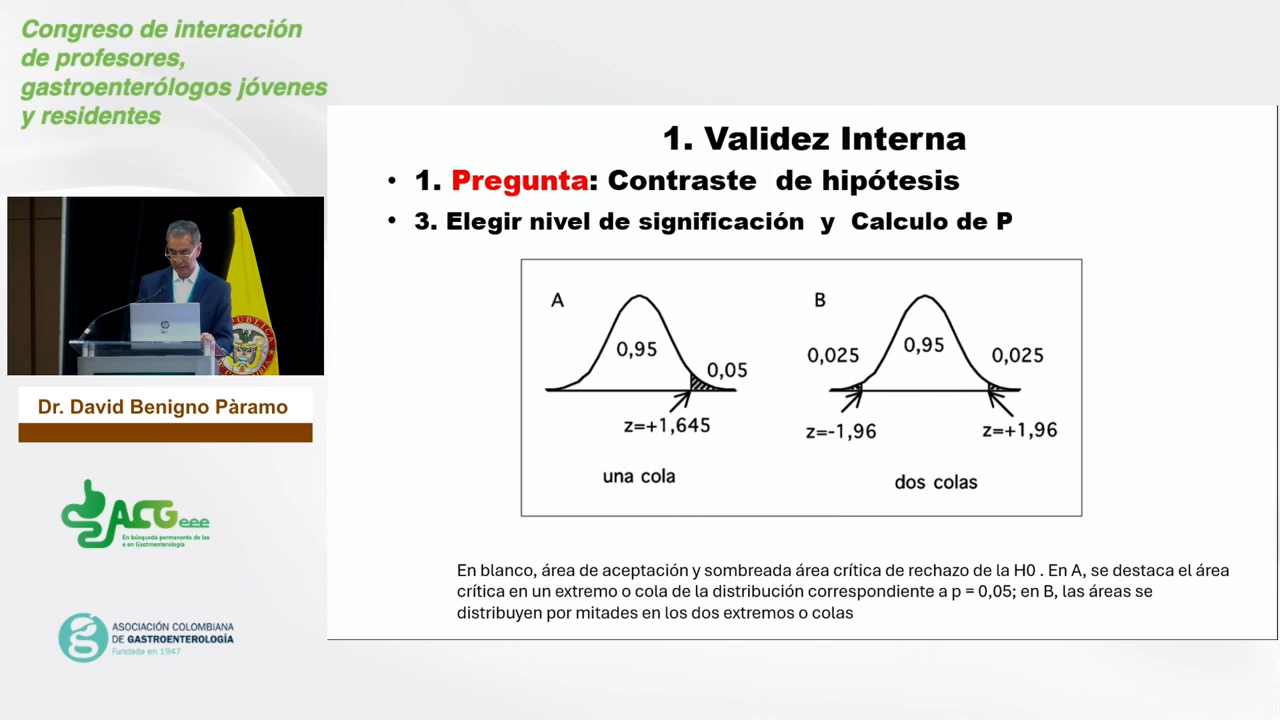 Congreso de interacción
de profesores,
gastroenterólogos jóvenes
y residentes
1. Validez Interna
• 1. Pregunta: Contraste de hipótesis
• 3. Elegir nivel de significación y Calculo de P
A
0,95
0,05
z=+1,645
una cola
B
0,025
0,95
0,025
z=-1,96
z=+1,96
dos colas
En blanco, área de aceptación y sombreada área crítica de rechazo de la H0 . En A, se destaca el área
crítica en un extremo o cola de la distribución correspondiente a p = 0,05; en B, las áreas se
distribuyen por mitades en los dos extremos o colas
Dr. David Benigno Pàramo
ACGeee
En búsqueda permanente de las
e en Gastroenterología
ASOCIACIÓN COLOMBIANA
DE GASTROENTEROLOGÍA
Fundada en 1947